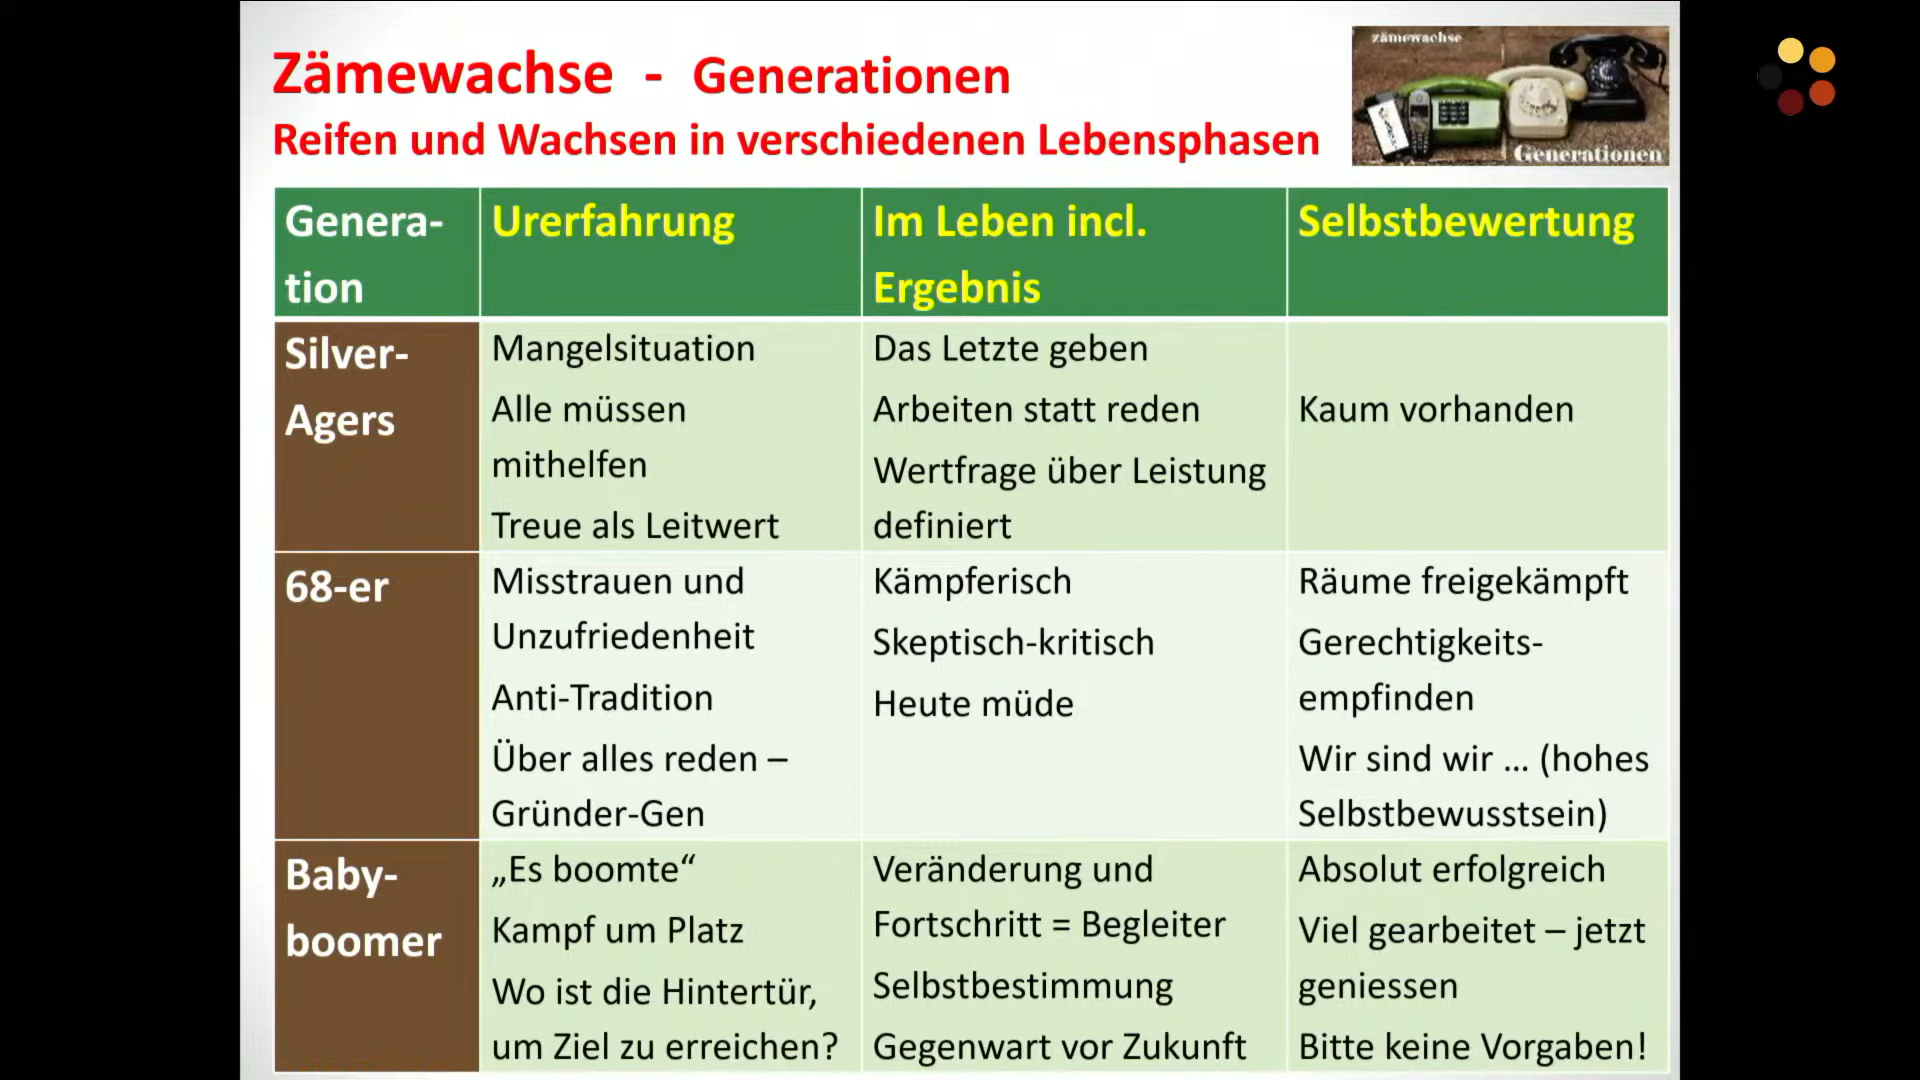 Zämewachse - Generationen
Reifen und Wachsen in verschiedenen Lebensphasen
zämewachse
Generationen
Genera-
tion
Urerfahrung
Im Leben incl.
Ergebnis
Selbstbewertung
Silver-
Agers
Mangelsituation
Alle müssen
mithelfen
Treue als Leitwert
Das Letzte geben
Arbeiten statt reden
Wertfrage über Leistung
definiert
Kaum vorhanden
68-er
Misstrauen und
Unzufriedenheit
Anti-Tradition
Über alles reden –
Gründer-Gen
Kämpferisch
Skeptisch-kritisch
Heute müde
Räume freigekämpft
Gerechtigkeits-
empfinden
Wir sind wir ... (hohes
Selbstbewusstsein)
Baby-
boomer
„Es boomte“
Kampf um Platz
Wo ist die Hintertür,
um Ziel zu erreichen?
Veränderung und
Fortschritt = Begleiter
Selbstbestimmung
Gegenwart vor Zukunft
Absolut erfolgreich
Viel gearbeitet – jetzt
geniessen
Bitte keine Vorgaben!